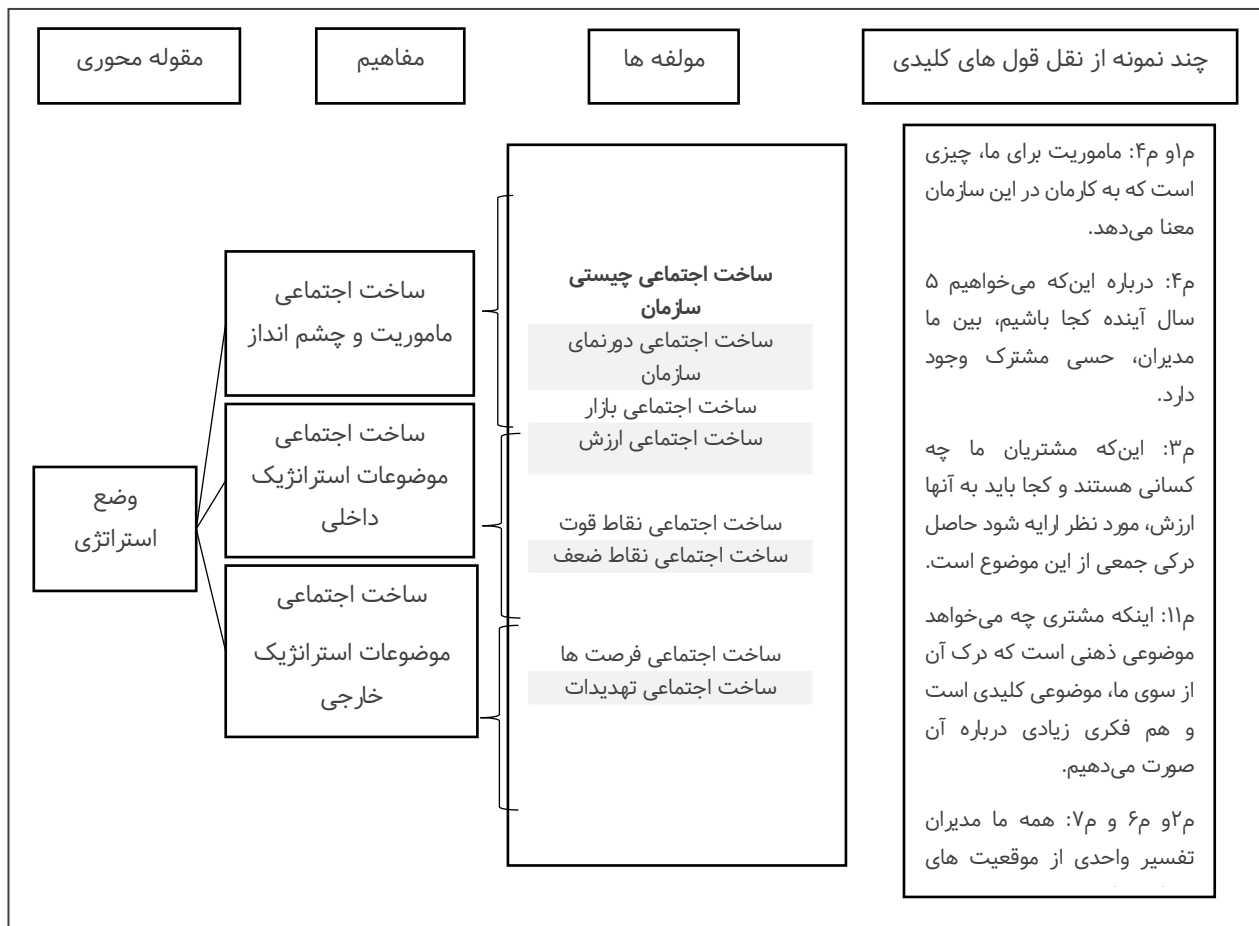 چند نمونه از نقل قول های کلیدی
مولفه ها
مفاهیم
مقوله محوری
م۱و م۴: ماموریت برای ما، چیزی
است که به کارمان در این سازمان
معنا می‌دهد.
م۴: درباره این‌که می‌خواهیم ۵
سال آینده کجا باشیم، بین ما
مدیران، حسی مشترک وجود
دارد.
م۳: این‌که مشتریان ما چه
کسانی هستند و کجا باید به آنها
ارزش، مورد نظر ارایه شود حاصل
درکی جمعی از این موضوع است.
م۱۱: اینکه مشتری چه می‌خواهد
موضوعی ذهنی است که درک آن
از سوی ما، موضوعی کلیدی است
و هم فکری زیادی درباره آن
صورت می‌دهیم.
م۲و م۶ و م۷: همه ما مدیران
تفسیر واحدی از موقعیت های
ساخت اجتماعی چیستی
سازمان
ساخت اجتماعی دورنمای
سازمان
ساخت اجتماعی بازار
ساخت اجتماعی ارزش
ساخت اجتماعی نقاط قوت
ساخت اجتماعی نقاط ضعف
ساخت اجتماعی فرصت ها
ساخت اجتماعی تهدیدات
ساخت اجتماعی
ماموریت و چشم انداز
ساخت اجتماعی
موضوعات استرانژیک
داخلی
ساخت اجتماعی
موضوعات استرانژیک
خارجی
وضع
استراتژی